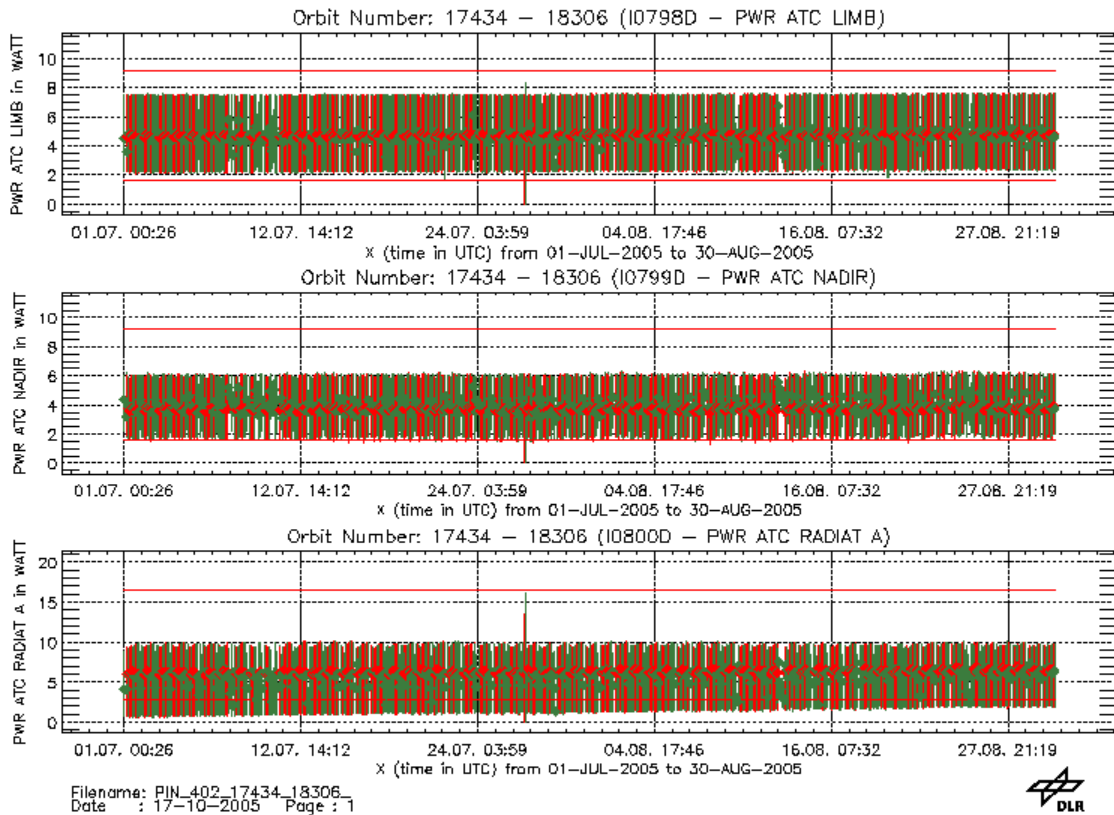 Orbit Number: 17434 – 18306 (I0798D – PWR ATC LIMB)
PWR ATC LIMB in WATT
10
8
6
4
2
0
01.07. 00:26 12.07. 14:12 24.07. 03:59 04.08. 17:46 16.08. 07:32 27.08. 21:19
X (time in UTC) from 01–JUL–2005 to 30–AUG–2005
Orbit Number: 17434 – 18306 (I0799D – PWR ATC NADIR)
PWR ATC NADIR in WATT
10
8
6
4
2
0
01.07. 00:26 12.07. 14:12 24.07. 03:59 04.08. 17:46 16.08. 07:32 27.08. 21:19
X (time in UTC) from 01–JUL–2005 to 30–AUG–2005
Orbit Number: 17434 – 18306 (I0800D – PWR ATC RADIAT A)
PWR ATC RADIAT A in WATT
20
15
10
5
0
01.07. 00:26 12.07. 14:12 24.07. 03:59 04.08. 17:46 16.08. 07:32 27.08. 21:19
X (time in UTC) from 01–JUL–2005 to 30–AUG–2005
Filename: PIN_402_17434_18306_
Date : 17–10–2005 Page : 1
DLR